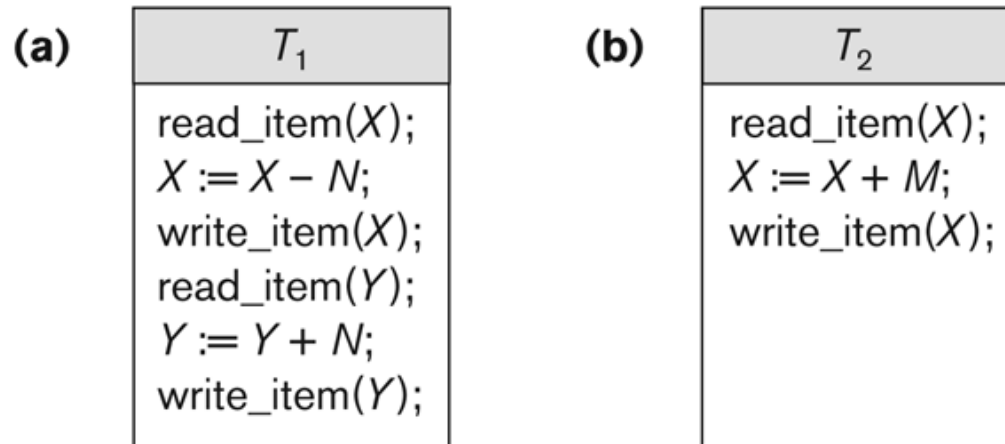 (a)
T₁
read_item(X);
X := X – N;
write_item(X);
read_item(Y);
Y := Y + N;
write_item(Y);
(b)
T₂
read_item(X);
X := X + M;
write_item(X);